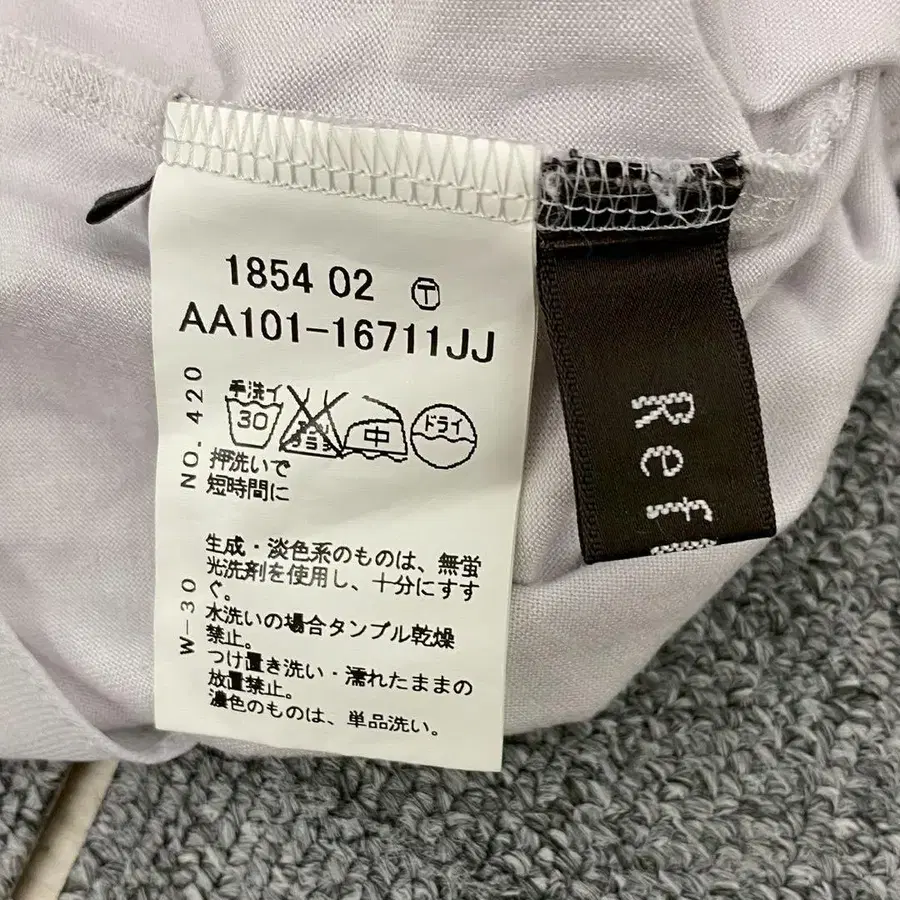 1854 02 Ⓣ
AA101-16711JJ
NO. 420
W-30
手洗イ
30
中
ドライ
押洗いで
短時間に
生成・淡色系のものは、無蛍
光洗剤を使用し、十分にすす
ぐ。
水洗いの場合タンブル乾燥
禁止。
つけ置き洗い・濡れたままの
放置禁止。
濃色のものは、単品洗い。
Ref